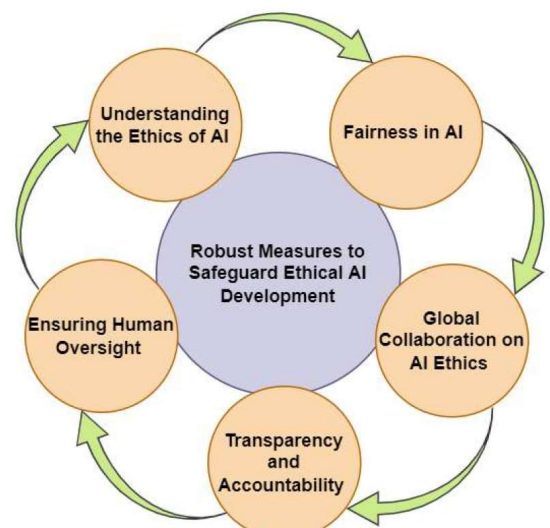 Understanding
the Ethics of AI
Fairness in AI
Robust Measures to
Safeguard Ethical AI
Development
Global
Collaboration on
AI Ethics
Ensuring Human
Oversight
Transparency
and
Accountability